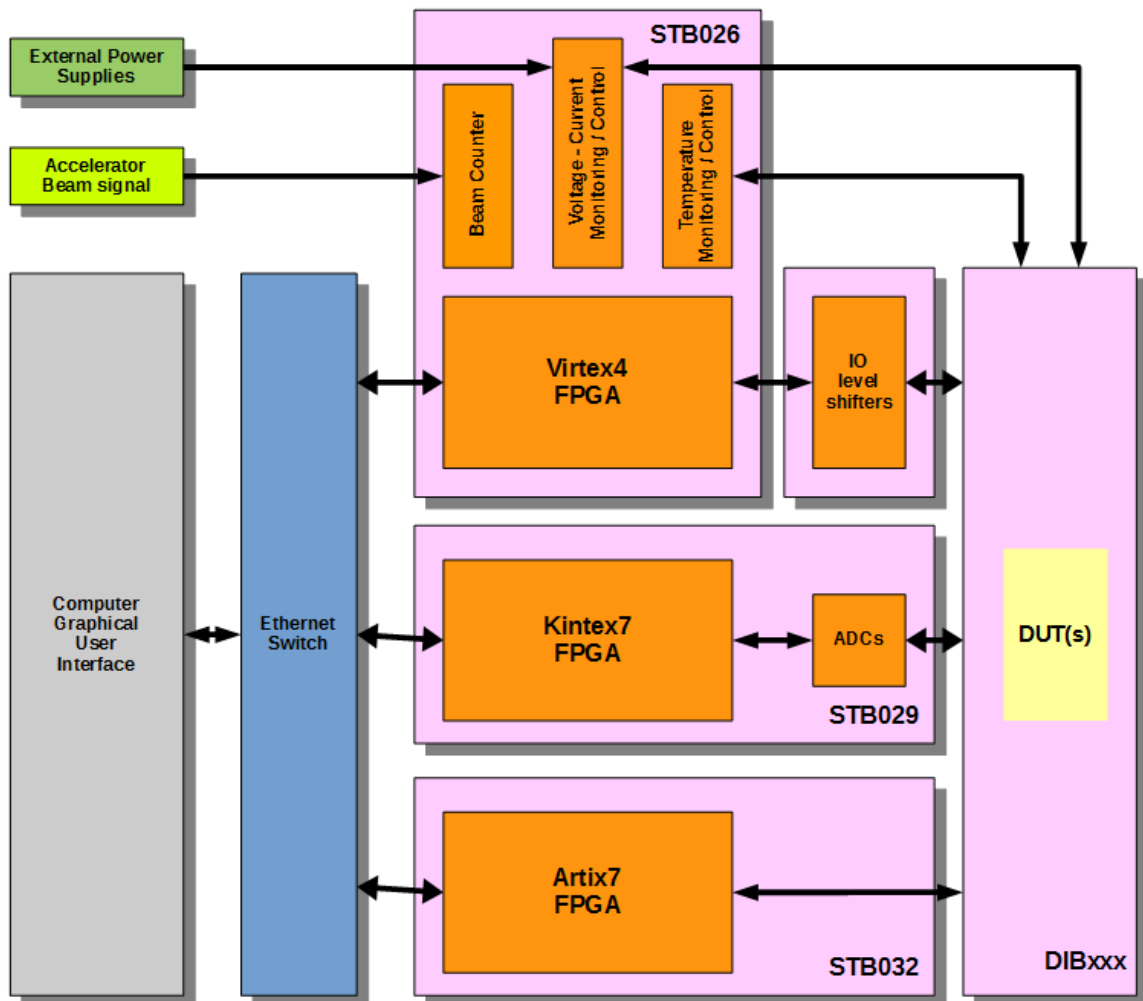 STB026
External Power
Supplies
Accelerator
Beam signal
Beam Counter
Voltage - Current
Monitoring / Control
Temperature
Monitoring / Control
Virtex4
FPGA
IO
level
shifters
Computer
Graphical
User
Interface
Ethernet
Switch
Kintex7
FPGA
ADCs
STB029
DUT(s)
Artix7
FPGA
STB032
DIBxxx